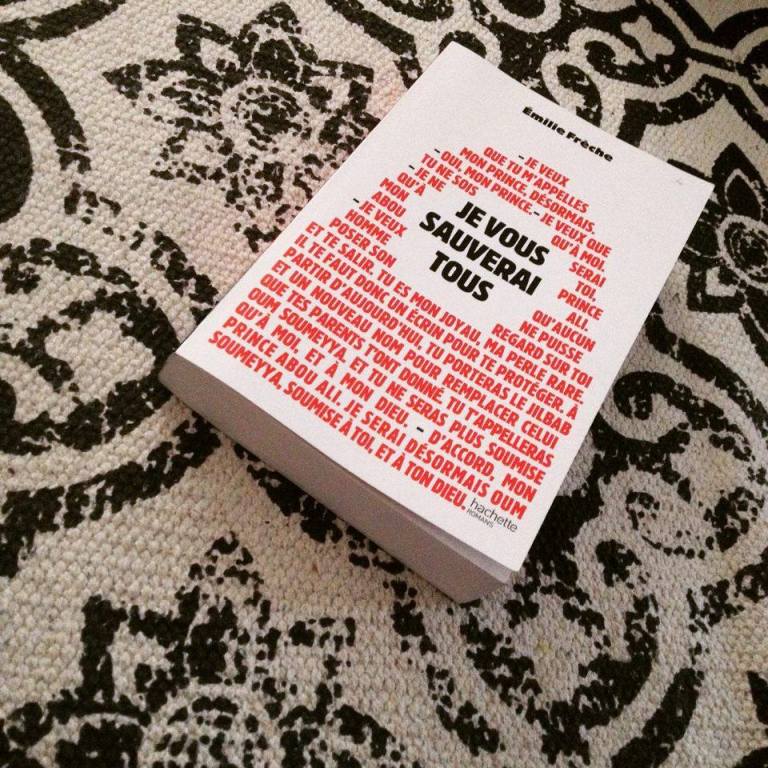 Émilie Frèche
- JE VEUX
QUE TU M'APPELLES
MON PRINCE, DÉSORMAIS.
- OUI, MON PRINCE. - JE VEUX QUE
TU NE SOIS QU'À MOI.
- JE NE SERAI
QU'À TOI,
MON PRINCE
ABOU ALI.
- JE VEUX QU'AUCUN
HOMME NE PUISSE
POSER SON REGARD SUR TOI
ET TE SALIR. TU ES MON JOYAU, MA PERLE RARE.
IL TE FAUT DONC UN ÉCRIN POUR TE PROTÉGER. À
PARTIR D'AUJOURD'HUI, TU PORTERAS LE JILBAB
ET UN NOUVEAU NOM POUR REMPLACER CELUI
QUE TES PARENTS T'ONT DONNÉ. TU T'APPELLERAS
OUM SOUMEYYA. ET TU NE SERAS PLUS SOUMISE
QU'À MOI, ET À MON DIEU. - D'ACCORD, MON
PRINCE ABOU ALI. JE SERAI DÉSORMAIS OUM
SOUMEYYA, SOUMISE À TOI, ET À TON DIEU.
JE VOUS
SAUVERAI
TOUS
hachette
ROMANS